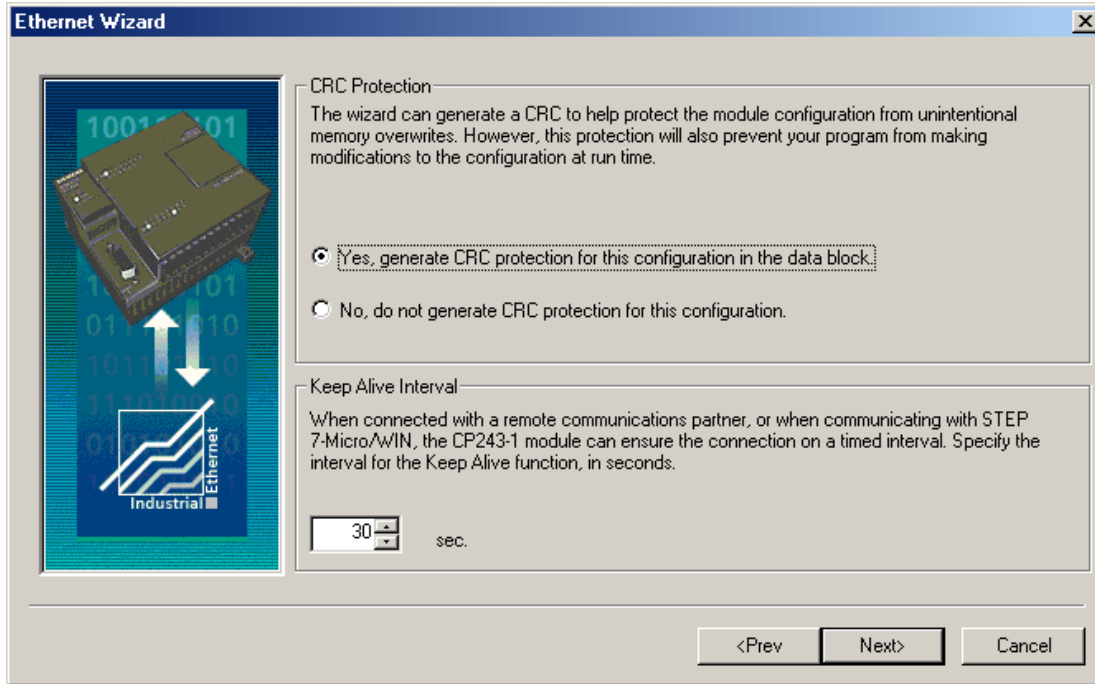 Ethernet Wizard
CRC Protection
The wizard can generate a CRC to help protect the module configuration from unintentional
memory overwrites. However, this protection will also prevent your program from making
modifications to the configuration at run time.
Yes, generate CRC protection for this configuration in the data block.
No, do not generate CRC protection for this configuration.
Keep Alive Interval
When connected with a remote communications partner, or when communicating with STEP
7-Micro/WIN, the CP243-1 module can ensure the connection on a timed interval. Specify the
interval for the Keep Alive function, in seconds.
30
sec.
Industrial
Ethernet
<Prev
Next>
Cancel